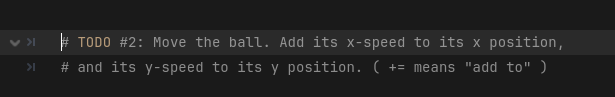 # TODO #2: Move the ball. Add its x-speed to its x position,
# and its y-speed to its y position. ( += means "add to" )